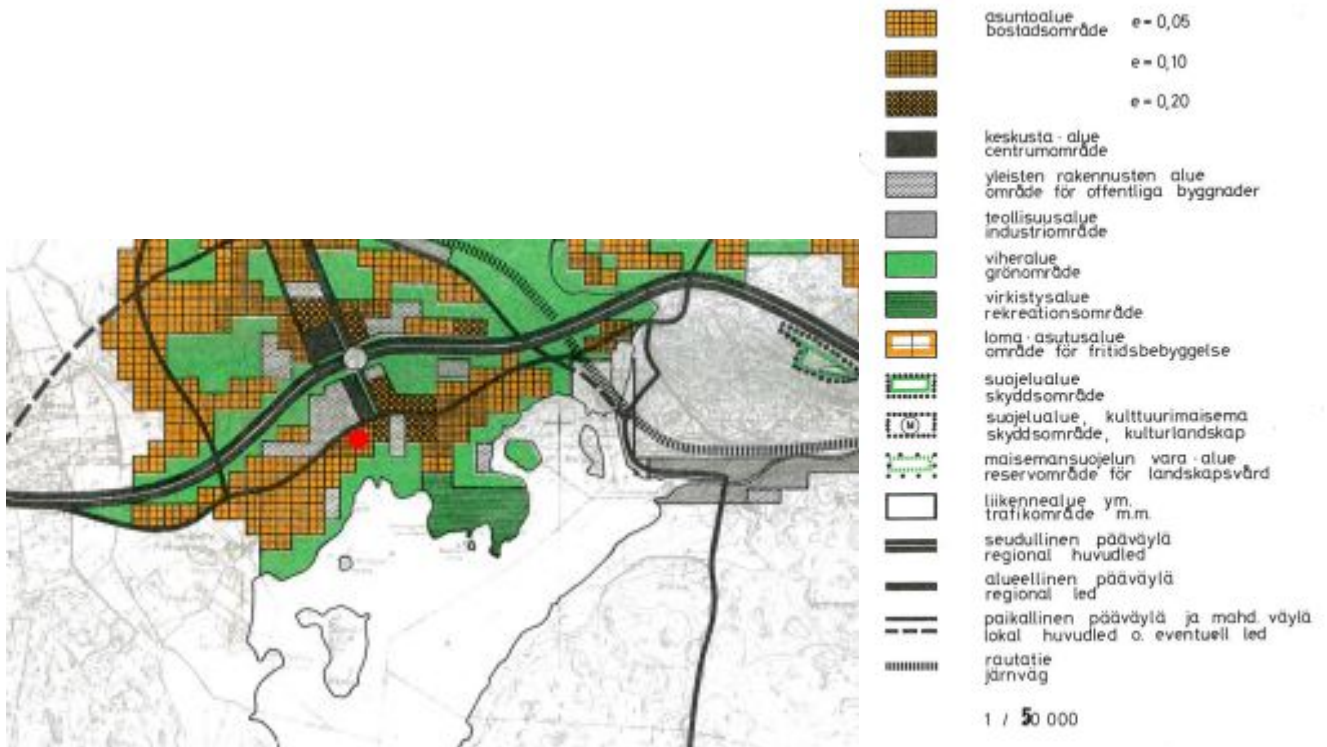 asuntoalue e = 0,05
bostadsområde
e = 0,10
e = 0,20
keskusta-alue
centrumområde
yleisten rakennusten alue
område för offentliga byggnader
teollisuusalue
industriområde
viheralue
grönområde
virkistysalue
rekreationsområde
loma-asutusalue
område för fritidsbebyggelse
suojelualue
skyddsområde
suojelualue, kulttuurimaisema
M
skyddsområde, kulturlandskap
maisemansuojelun vara-alue
reservområde för landskapsvård
liikennealue ym.
trafikområde m.m.
seudullinen pääväylä
regional huvudled
alueellinen pääväylä
regional led
paikallinen pääväylä ja mahd. väylä
lokal huvudled o. eventuell led
rautatie
järnväg
1 / 50 000